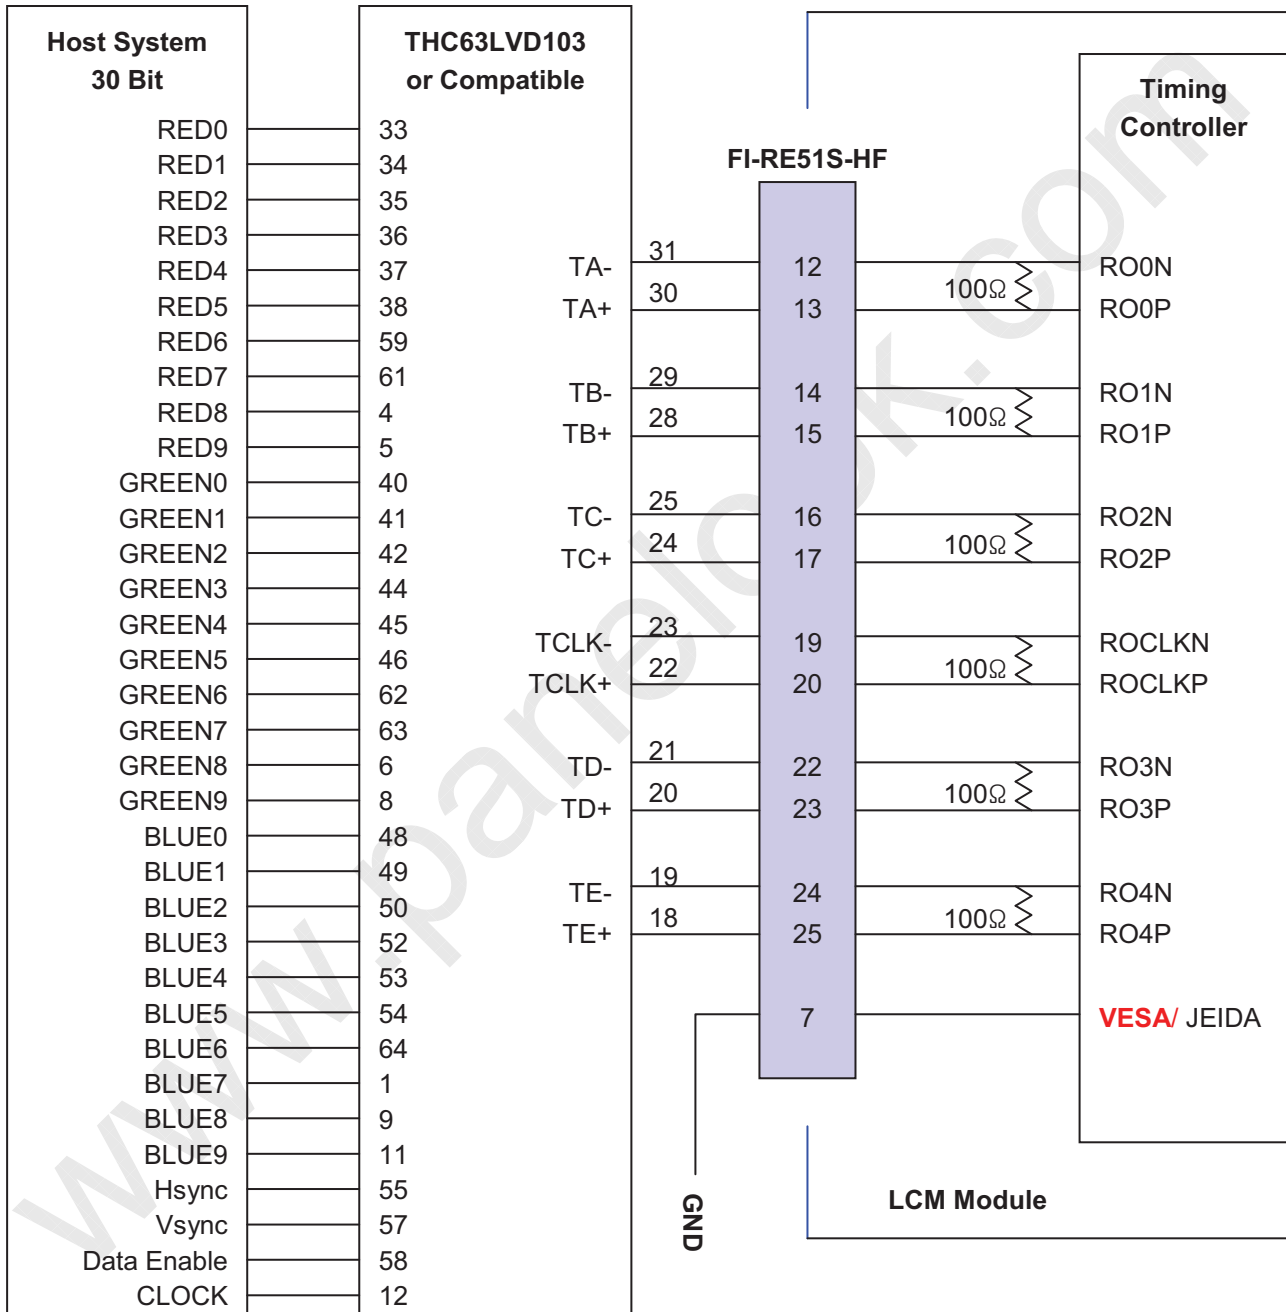 Host System
30 Bit
RED0
RED1
RED2
RED3
RED4
RED5
RED6
RED7
RED8
RED9
GREEN0
GREEN1
GREEN2
GREEN3
GREEN4
GREEN5
GREEN6
GREEN7
GREEN8
GREEN9
BLUE0
BLUE1
BLUE2
BLUE3
BLUE4
BLUE5
BLUE6
BLUE7
BLUE8
BLUE9
Hsync
Vsync
Data Enable
CLOCK
THC63LVD103
or Compatible
33
34
35
36
37
38
59
61
4
5
40
41
42
44
45
46
62
63
6
8
48
49
50
52
53
54
64
1
9
11
55
57
58
12
TA-
TA+
TB-
TB+
TC-
TC+
TCLK-
TCLK+
TD-
TD+
TE-
TE+
31
30
29
28
25
24
23
22
21
20
19
18
GND
FI-RE51S-HF
12
13
14
15
16
17
19
20
22
23
24
25
7
100Ω
100Ω
100Ω
100Ω
100Ω
100Ω
Timing
Controller
RO0N
RO0P
RO1N
RO1P
RO2N
RO2P
ROCLKN
ROCLKP
RO3N
RO3P
RO4N
RO4P
VESA/ JEIDA
LCM Module
www.panelook.com